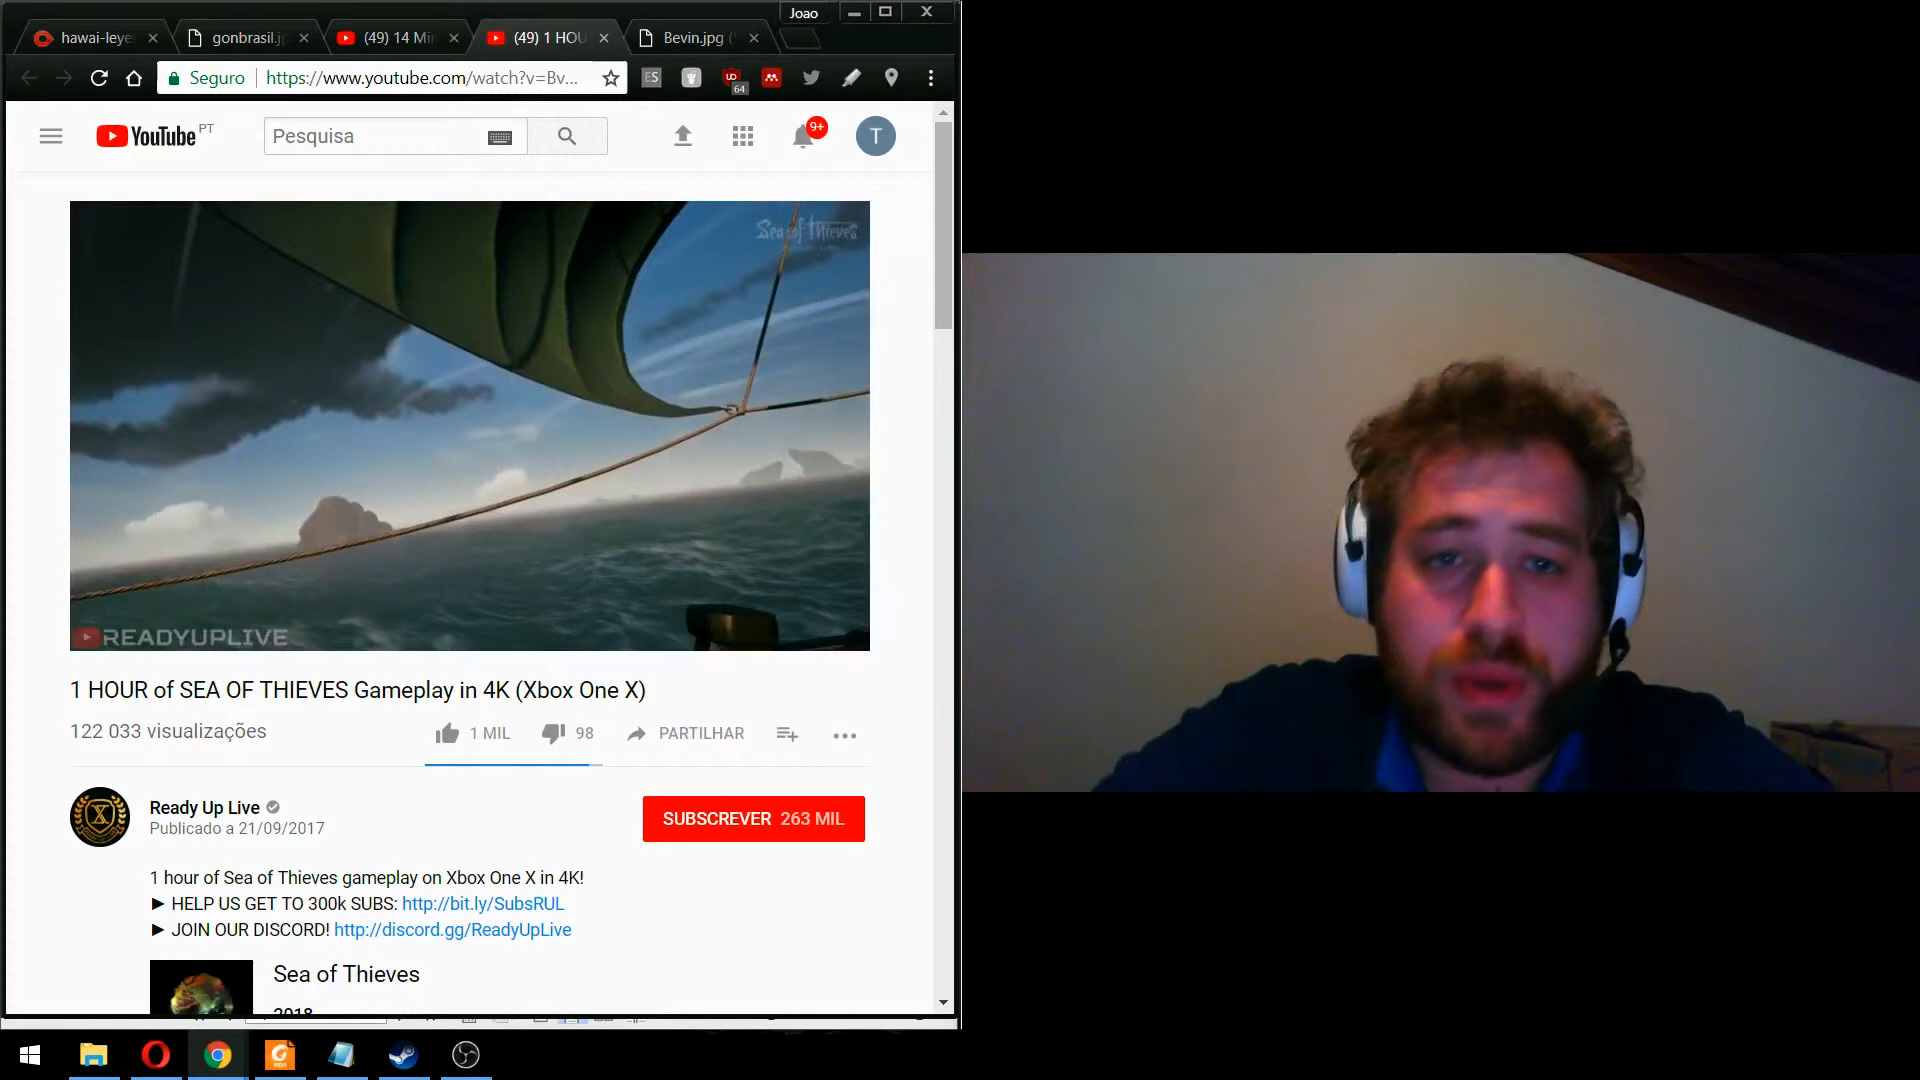 Joao
hawai-leye
gonbrasil.j
(49) 14 Mi
(49) 1 HOU
Bevin.jpg (
Seguro
https://www.youtube.com/watch?v=Bv...
ES
UO
64
YouTube PT
Pesquisa
9+
T
Sea of Thieves
READYUPLIVE
1 HOUR of SEA OF THIEVES Gameplay in 4K (Xbox One X)
122 033 visualizações
1 MIL
98
PARTILHAR
Ready Up Live
Publicado a 21/09/2017
SUBSCREVER 263 MIL
1 hour of Sea of Thieves gameplay on Xbox One X in 4K!
► HELP US GET TO 300k SUBS: http://bit.ly/SubsRUL
► JOIN OUR DISCORD! http://discord.gg/ReadyUpLive
Sea of Thieves
2018
PDF